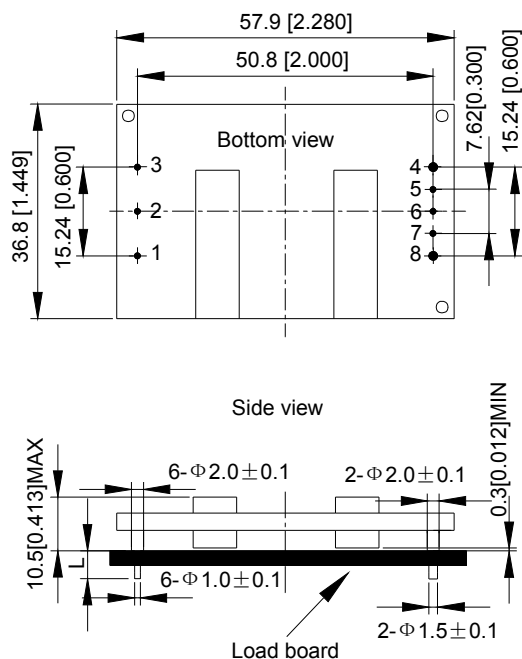 57.9 [2.280]
50.8 [2.000]
36.8 [1.449]
15.24 [0.600]
7.62[0.300]
15.24 [0.600]
Bottom view
3
2
1
4
5
6
7
8
Side view
10.5[0.413]MAX
L
6-Φ2.0±0.1
2-Φ2.0±0.1
0.3[0.012]MIN
6-Φ1.0±0.1
2-Φ1.5±0.1
Load board